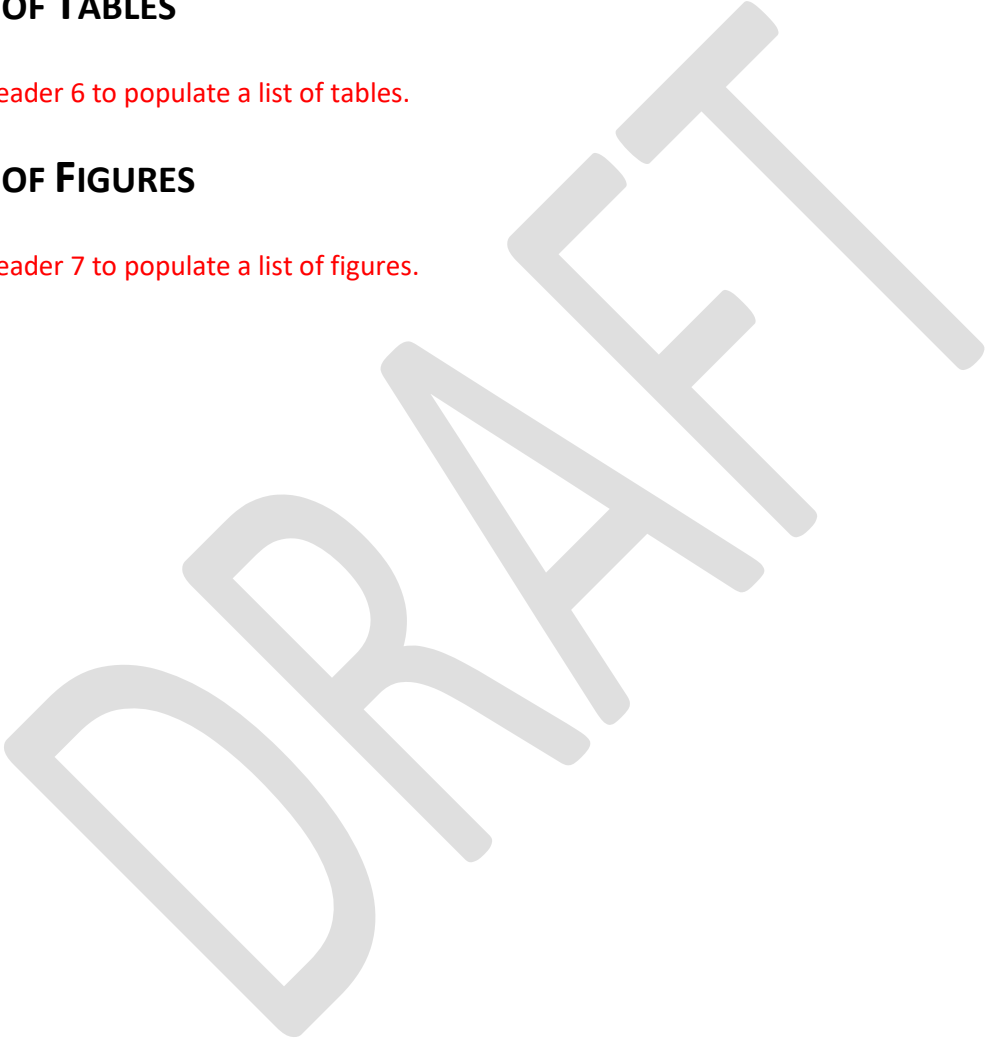 OF TABLES
eader 6 to populate a list of tables.
OF FIGURES
eader 7 to populate a list of figures.
DRAFT